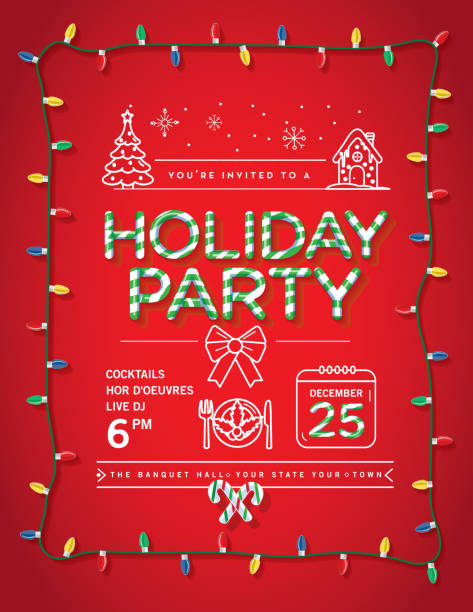 YOU'RE INVITED TO A
HOLIDAY
PARTY
COCKTAILS
HOR D'OEUVRES
LIVE DJ
6 PM
DECEMBER
25
THE BANQUET HALL ◇ YOUR STATE YOUR ◇ TOWN